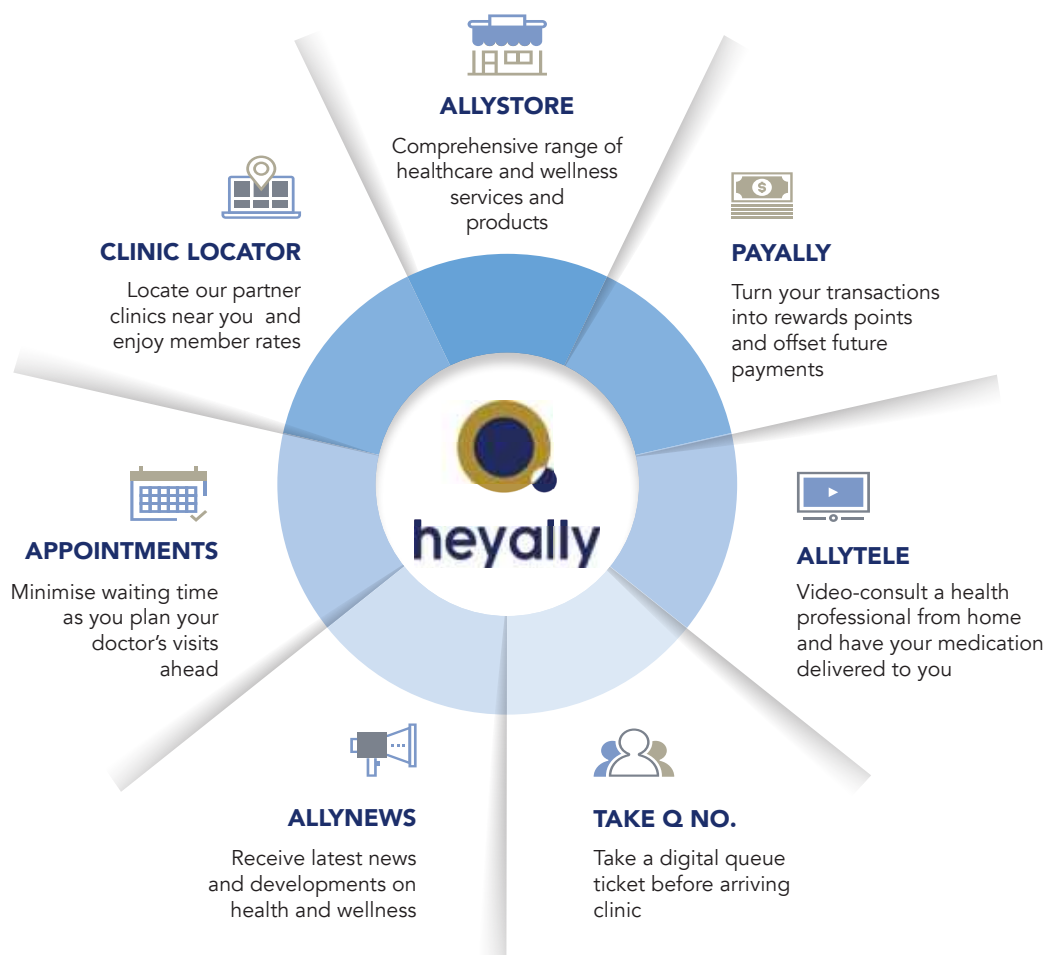 ALLYSTORE
Comprehensive range of
healthcare and wellness
services and
products
PAYALLY
Turn your transactions
into rewards points
and offset future
payments
ALLYTELE
Video-consult a health
professional from home
and have your medication
delivered to you
TAKE Q NO.
Take a digital queue
ticket before arriving
clinic
ALLYNEWS
Receive latest news
and developments on
health and wellness
APPOINTMENTS
Minimise waiting time
as you plan your
doctor’s visits
ahead
CLINIC LOCATOR
Locate our partner
clinics near you and
enjoy member rates
heyally
$